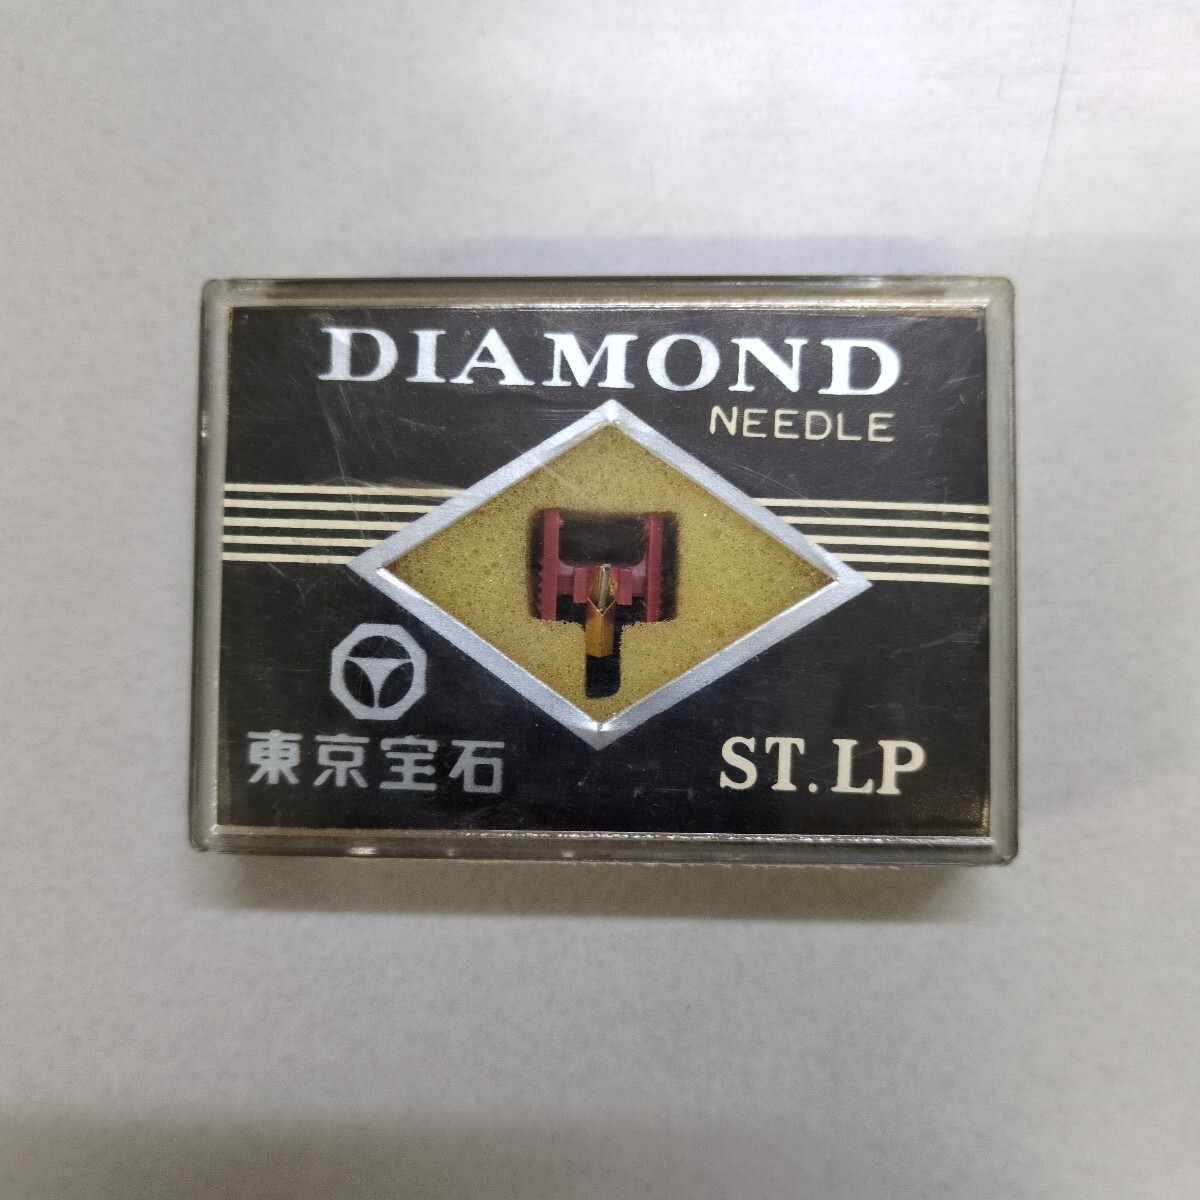 DIAMOND
NEEDLE
東京宝石
ST.LP